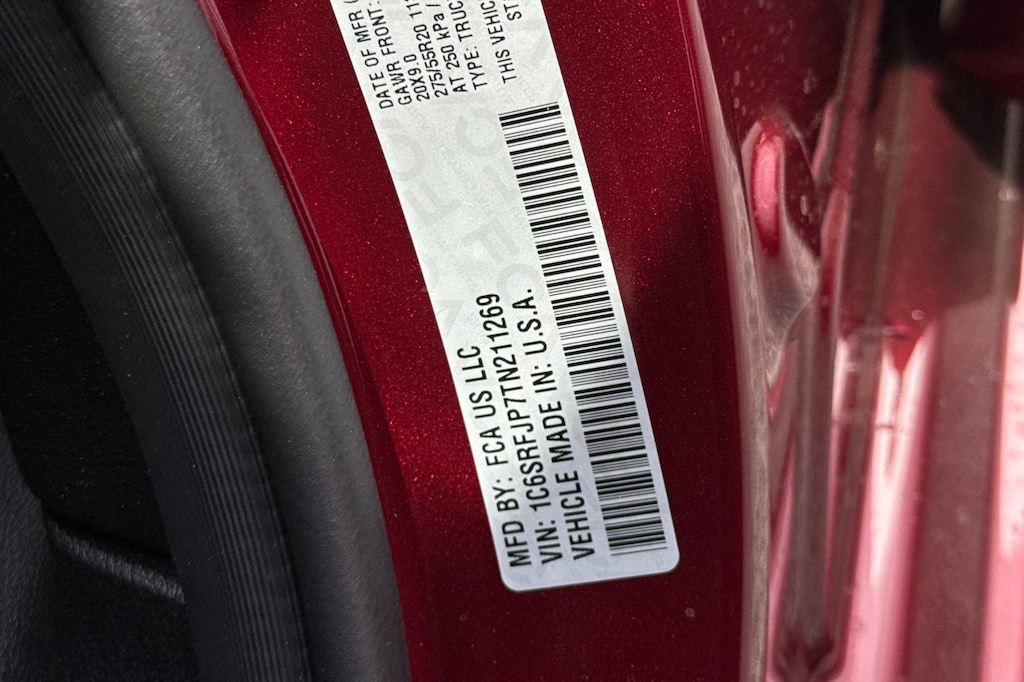 MFD BY: FCA US LLC
VIN: 1C6SRFJP7TN211269
VEHICLE MADE IN: U.S.A.
DATE OF MFR
GAWR FRONT:
20X9.0
275/55R20
AT 250 kPa /
TYPE: TRUC
THIS VEHIC
ST